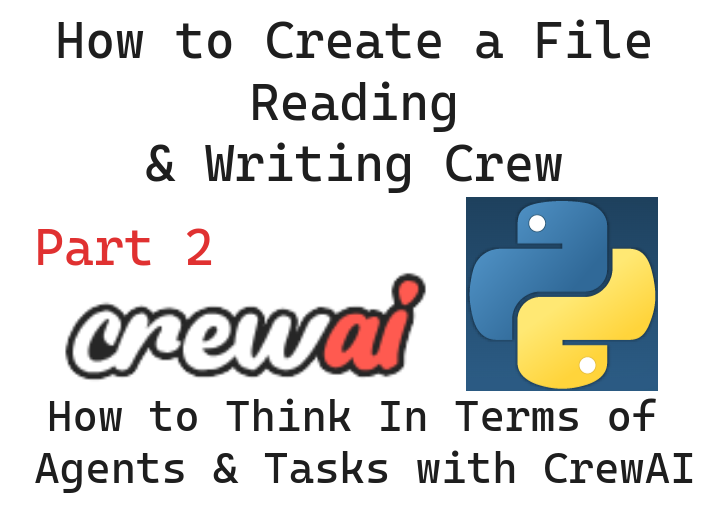 How to Create a File
Reading
& Writing Crew
Part 2
crewai
How to Think In Terms of
Agents & Tasks with CrewAI